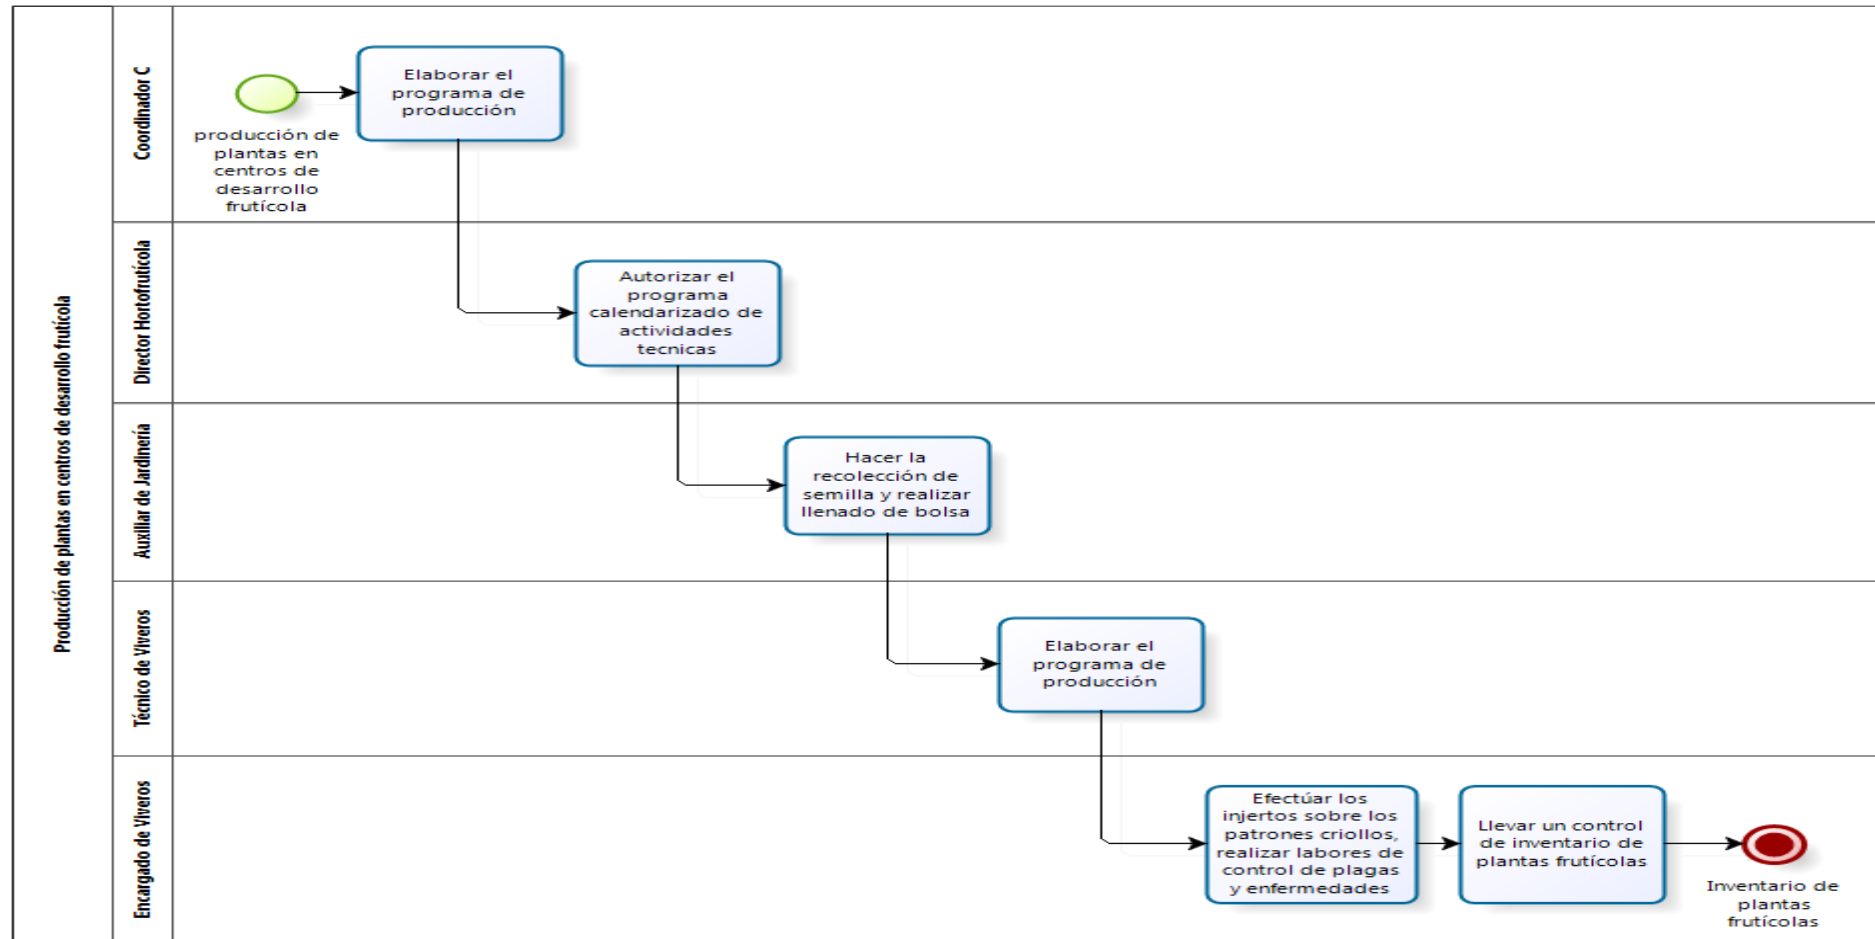 Producción de plantas en centros de desarrollo frutícola
Coordinador C
producción de
plantas en
centros de
desarrollo
frutícola
Elaborar el
programa de
producción
Director Hortofrutícola
Autorizar el
programa
calendarizado de
actividades
tecnicas
Auxiliar de Jardinería
Hacer la
recolección de
semilla y realizar
llenado de bolsa
Técnico de Viveros
Elaborar el
programa de
producción
Encargado de Viveros
Efectúar los
injertos sobre los
patrones criollos,
realizar labores de
control de plagas
y enfermedades
Llevar un control
de inventario de
plantas frutícolas
Inventario de
plantas
frutícolas